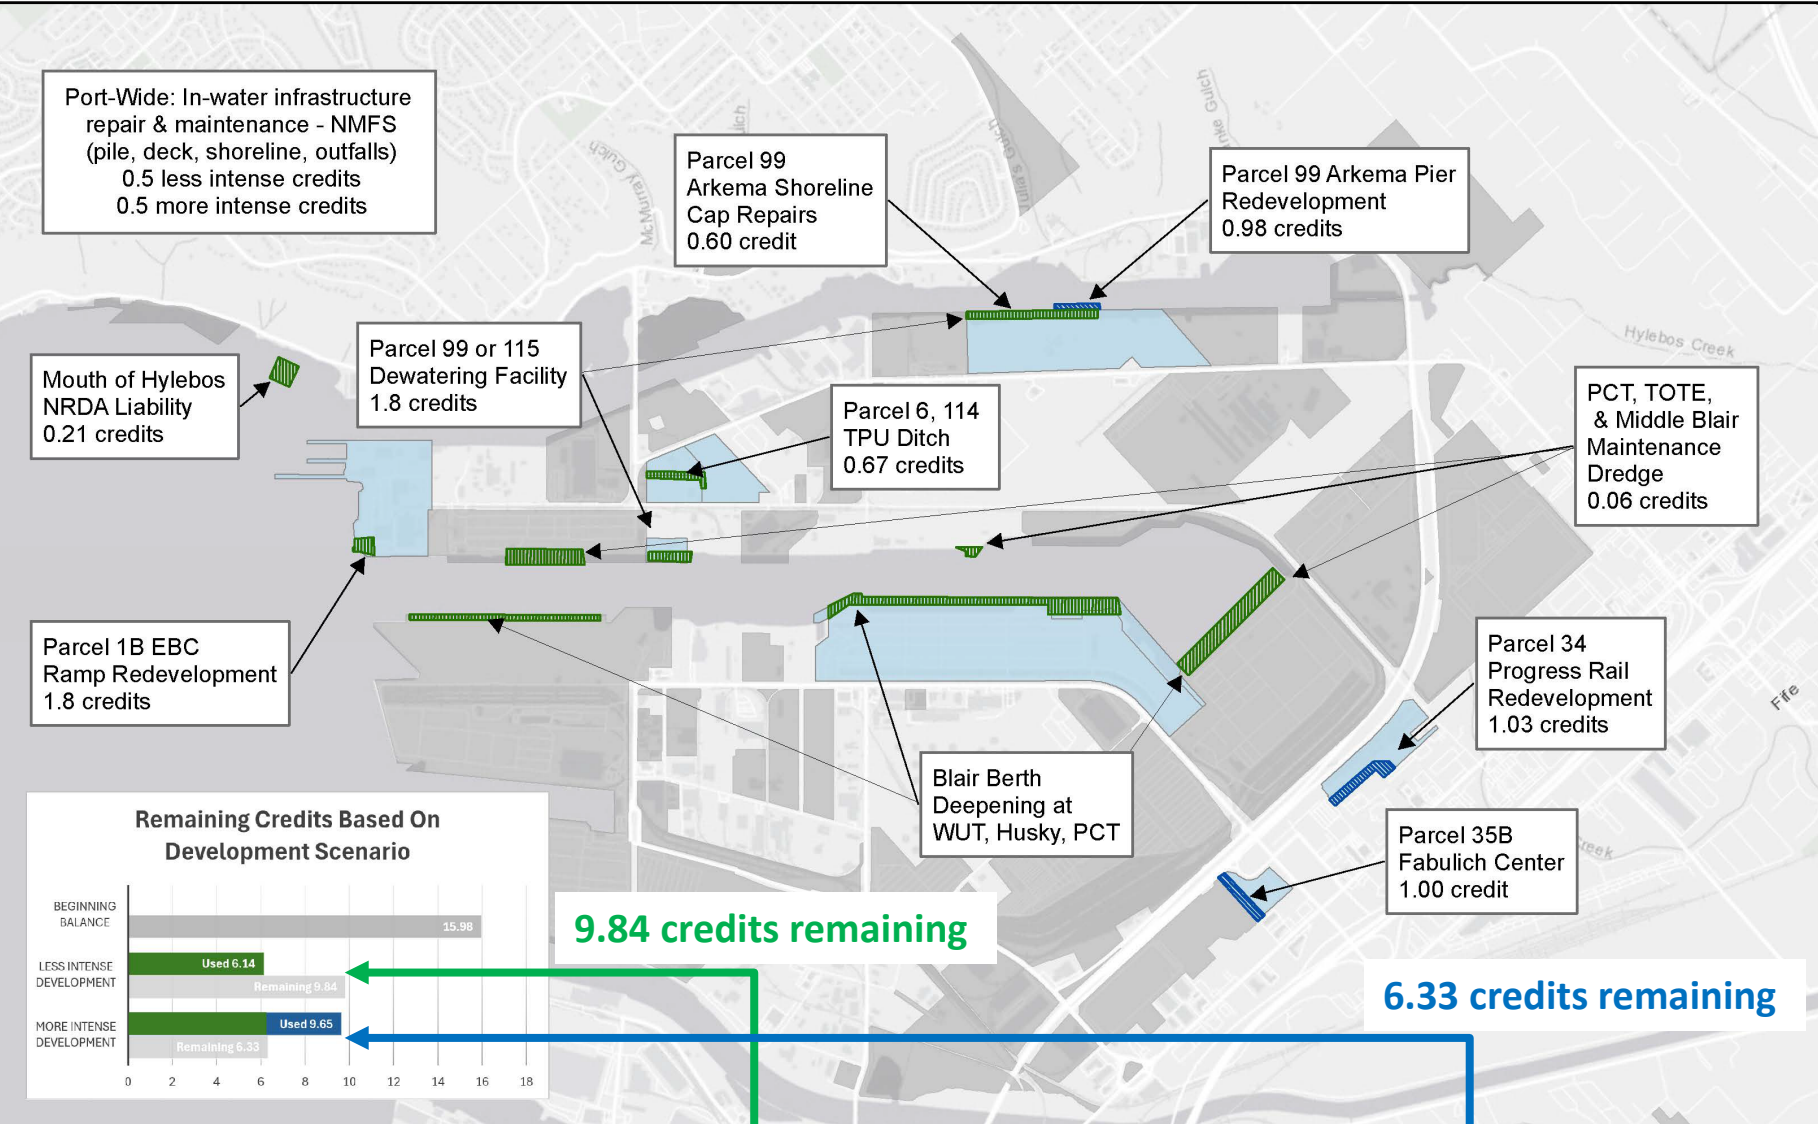 Port-Wide: In-water infrastructure
repair & maintenance - NMFS
(pile, deck, shoreline, outfalls)
0.5 less intense credits
0.5 more intense credits
McMurray Gulch
Gulch
Julia's Gulch
Gulch
Parcel 99
Arkema Shoreline
Cap Repairs
0.60 credit
Parcel 99 Arkema Pier
Redevelopment
0.98 credits
Hylebos Creek
Mouth of Hylebos
NRDA Liability
0.21 credits
Parcel 99 or 115
Dewatering Facility
1.8 credits
Parcel 6, 114
TPU Ditch
0.67 credits
PCT, TOTE,
& Middle Blair
Maintenance
Dredge
0.06 credits
Parcel 1B EBC
Ramp Redevelopment
1.8 credits
Parcel 34
Progress Rail
Redevelopment
1.03 credits
Fife
Blair Berth
Deepening at
WUT, Husky, PCT
Parcel 35B
Fabulich Center
1.00 credit
Creek
Remaining Credits Based On
Development Scenario
BEGINNING
BALANCE
15.98
LESS INTENSE
DEVELOPMENT
Used 6.14
Remaining 9.84
MORE INTENSE
DEVELOPMENT
Used 9.65
Remaining 6.33
0 2 4 6 8 10 12 14 16 18
9.84 credits remaining
6.33 credits remaining